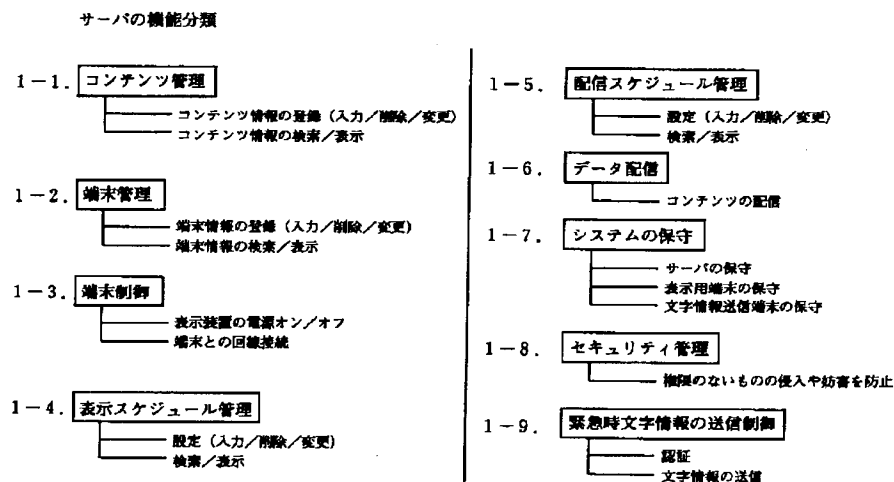 サーバの機能分類
1-1. コンテンツ管理
コンテンツ情報の登録(入力/削除/変更)
コンテンツ情報の検索/表示
1-2. 端末管理
端末情報の登録(入力/削除/変更)
端末情報の検索/表示
1-3. 端末制御
表示装置の電源オン/オフ
端末との回線接続
1-4. 表示スケジュール管理
設定(入力/削除/変更)
検索/表示
1-5. 配信スケジュール管理
設定(入力/削除/変更)
検索/表示
1-6. データ配信
コンテンツの配信
1-7. システムの保守
サーバの保守
表示用端末の保守
文字情報送信端末の保守
1-8. セキュリティ管理
権限のないものの侵入や妨害を防止
1-9. 緊急時文字情報の送信制御
認証
文字情報の送信